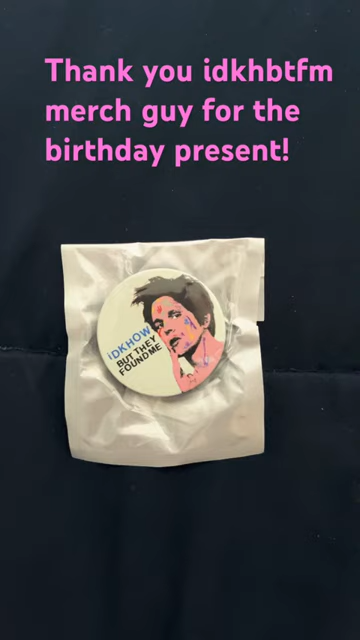 Thank you idkhbtfm
merch guy for the
birthday present!
iDKHOW
BUT THEY
FOUND ME